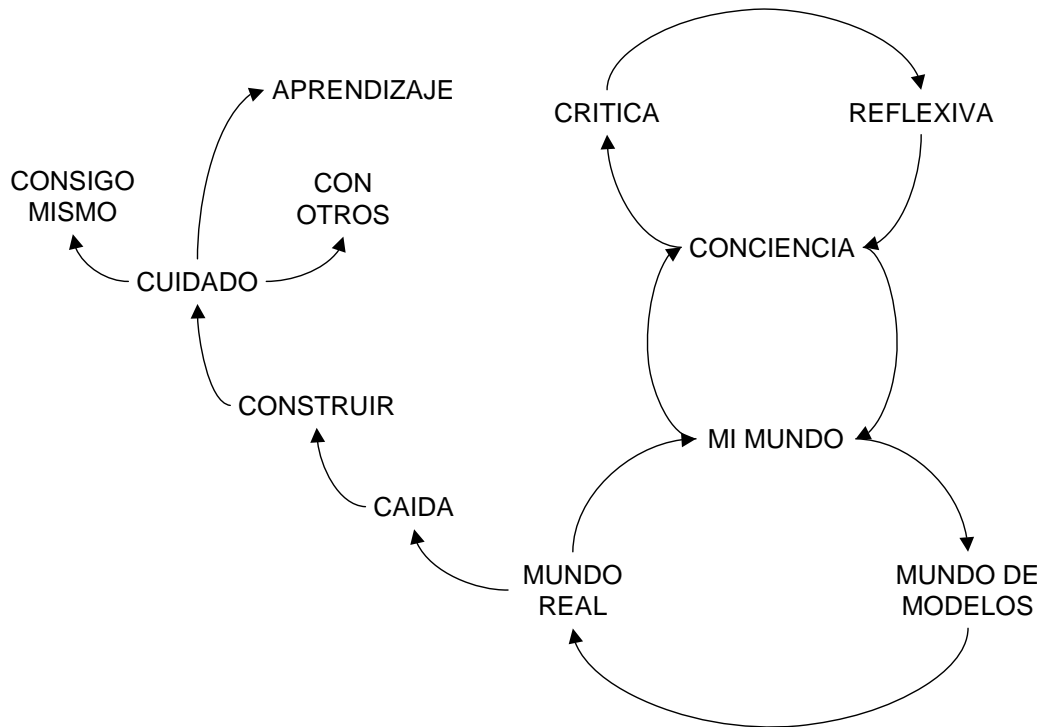 APRENDIZAJE
CRITICA
REFLEXIVA
CONSIGO
MISMO
CON
OTROS
CONCIENCIA
CUIDADO
CONSTRUIR
MI MUNDO
CAIDA
MUNDO
REAL
MUNDO DE
MODELOS